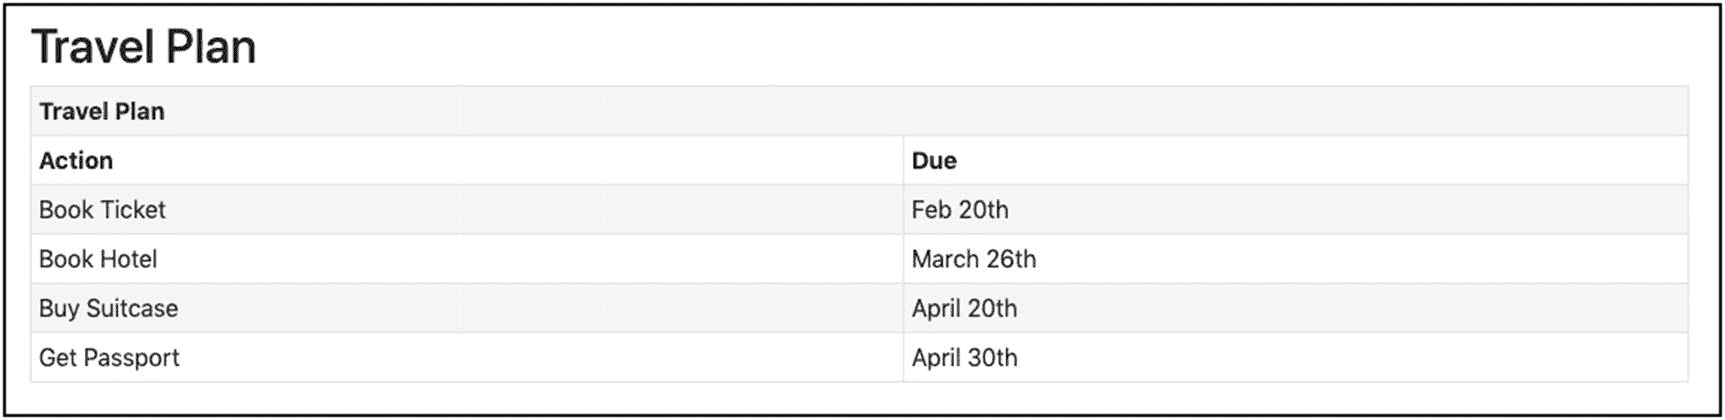 Travel Plan
Travel Plan
Action Due
Book Ticket Feb 20th
Book Hotel March 26th
Buy Suitcase April 20th
Get Passport April 30th